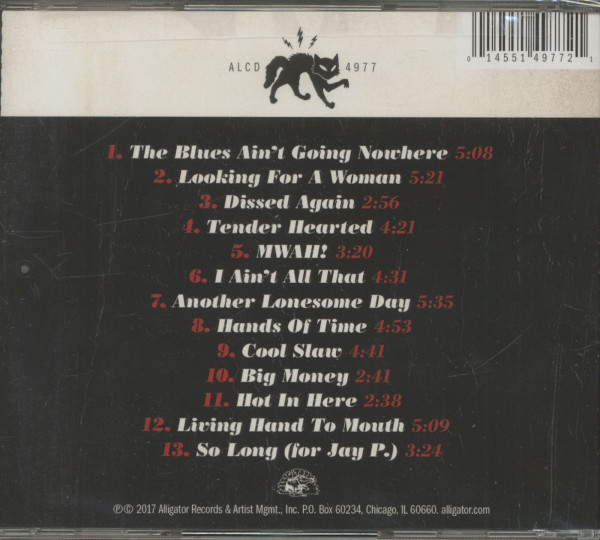 ALCD 4977
0 14551 49772 1
1. The Blues Ain't Going Nowhere 5:08
2. Looking For A Woman 5:21
3. Dissed Again 2:56
4. Tender Hearted 4:21
5. MWAH! 3:20
6. I Ain't All That 4:31
7. Another Lonesome Day 5:35
8. Hands Of Time 4:53
9. Cool Slaw 4:41
10. Big Money 2:41
11. Hot In Here 2:38
12. Living Hand To Mouth 5:09
13. So Long (for Jay P.) 3:24
℗© 2017 Alligator Records & Artist Mgmt., Inc. P.O. Box 60234, Chicago, IL 60660. alligator.com